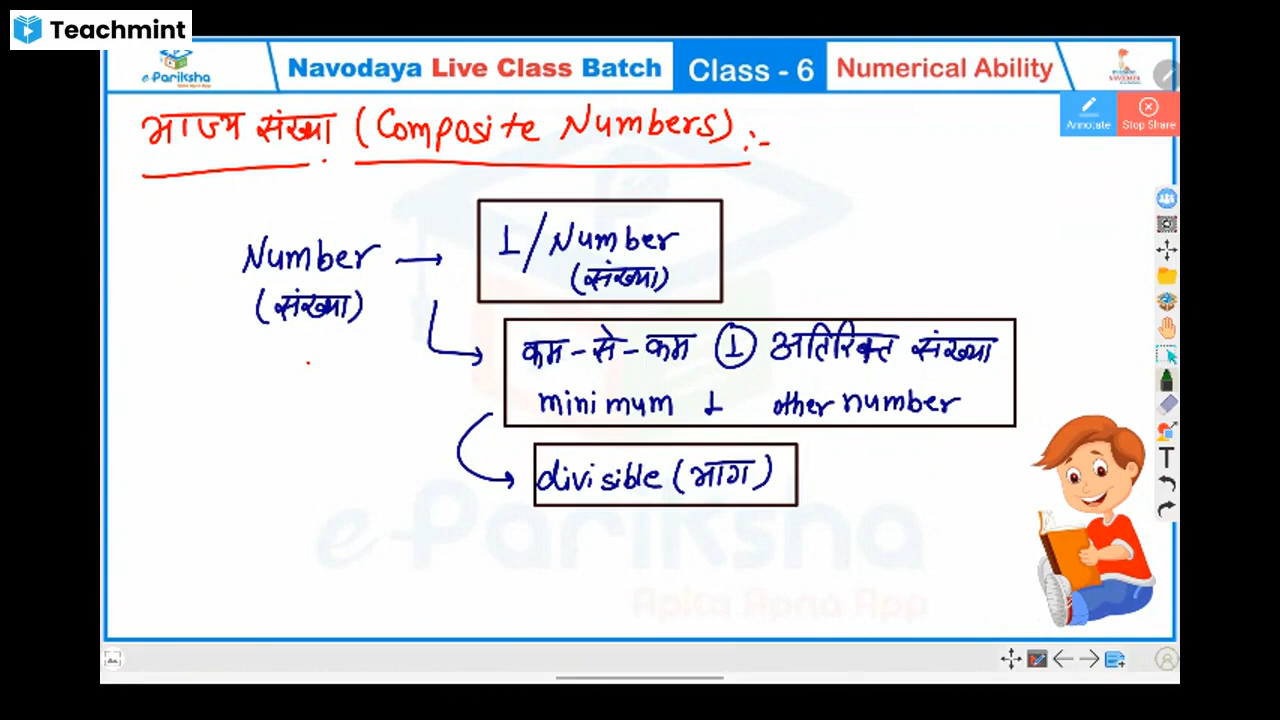 Teachmint
e-Pariksha
Navodaya Live Class Batch
Class - 6
Numerical Ability
Annotate
Stop Share
भाज्य संख्या (Composite Numbers) :-
Number → 1/Number
(संख्या) (संख्या)
कम-से-कम 1 अतिरिक्त संख्या
minimum 1 other number
divisible (भाग)
e-Pariksha
Apka Apna App